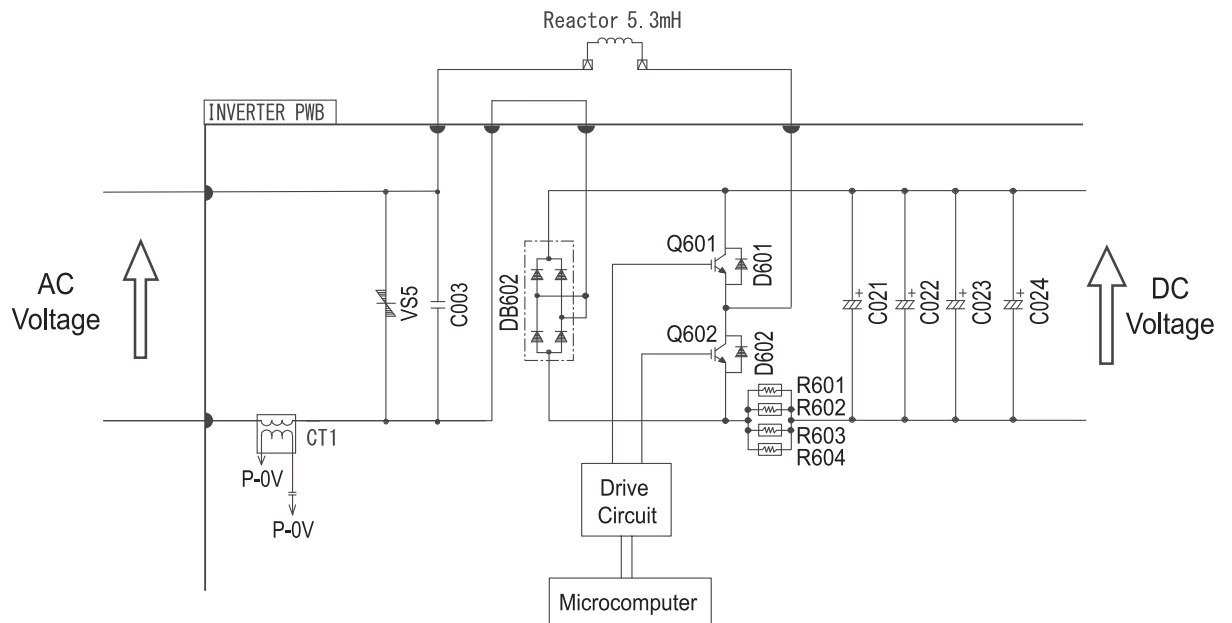 Reactor 5.3mH
INVERTER PWB
AC
Voltage
VS5
C003
DB602
Q601
D601
Q602
D602
C021
C022
C023
C024
DC
Voltage
R601
R602
R603
R604
CT1
P-0V
P-0V
Drive
Circuit
Microcomputer